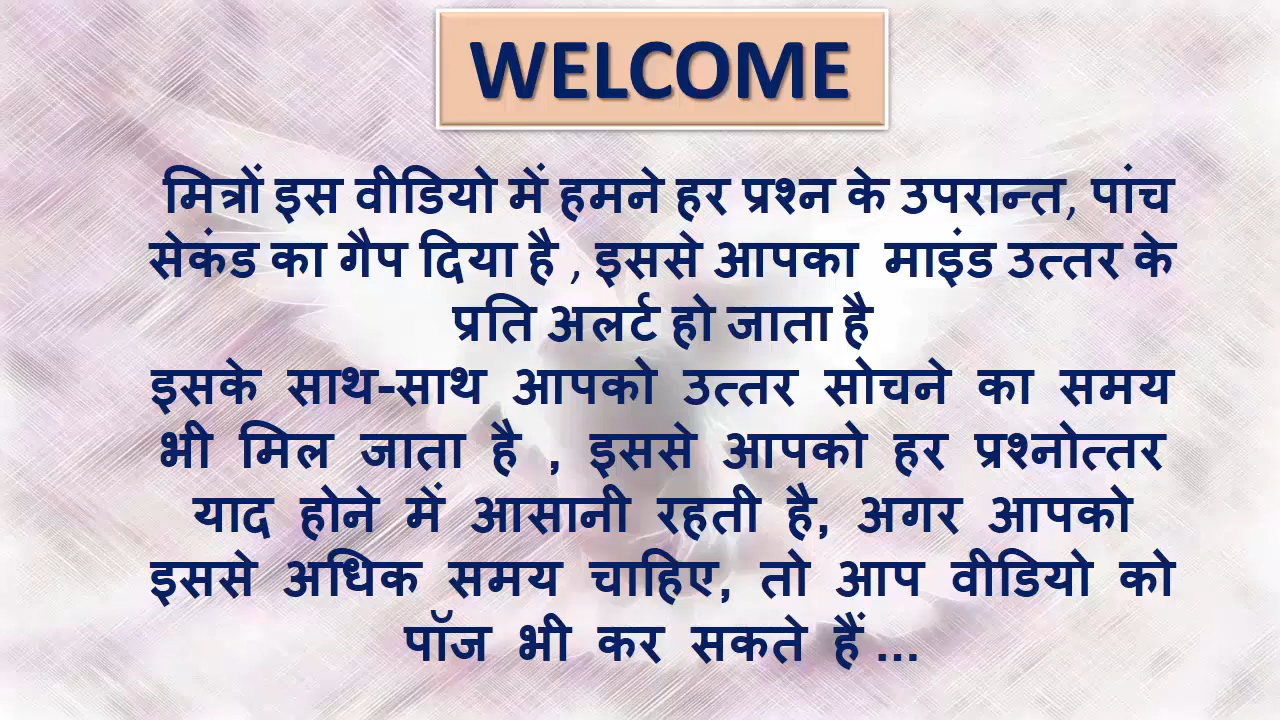 WELCOME
मित्रों इस वीडियो में हमने हर प्रश्न के उपरान्त, पांच
सेकंड का गैप दिया है , इससे आपका माइंड उत्तर के
प्रति अलर्ट हो जाता है
इसके साथ-साथ आपको उत्तर सोचने का समय
भी मिल जाता है , इससे आपको हर प्रश्नोत्तर
याद होने में आसानी रहती है, अगर आपको
इससे अधिक समय चाहिए, तो आप वीडियो को
पॉज भी कर सकते हैं ...